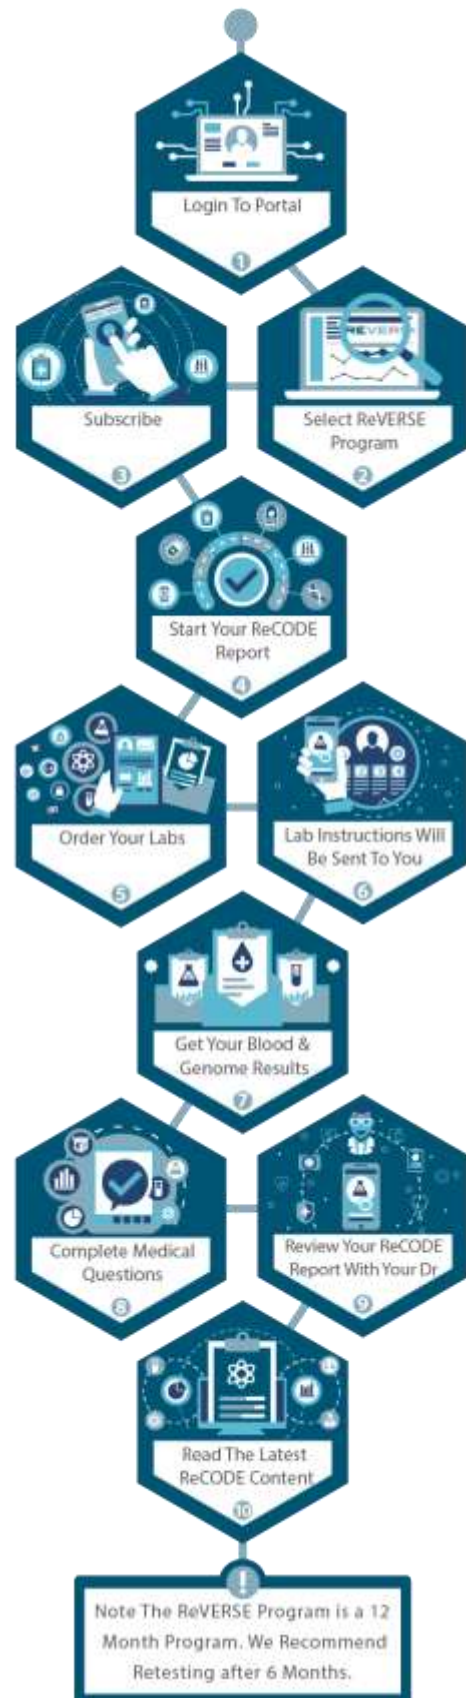 Login To Portal
1
REVERS
Select ReVERSE
Program
2
Subscribe
3
Start Your ReCODE
Report
4
Order Your Labs
5
Lab Instructions Will
Be Sent To You
6
Get Your Blood &
Genome Results
7
Complete Medical
Questions
8
Review Your ReCODE
Report With Your Dr
9
Read The Latest
ReCODE Content
10
!
Note The ReVERSE Program is a 12
Month Program. We Recommend
Retesting after 6 Months.